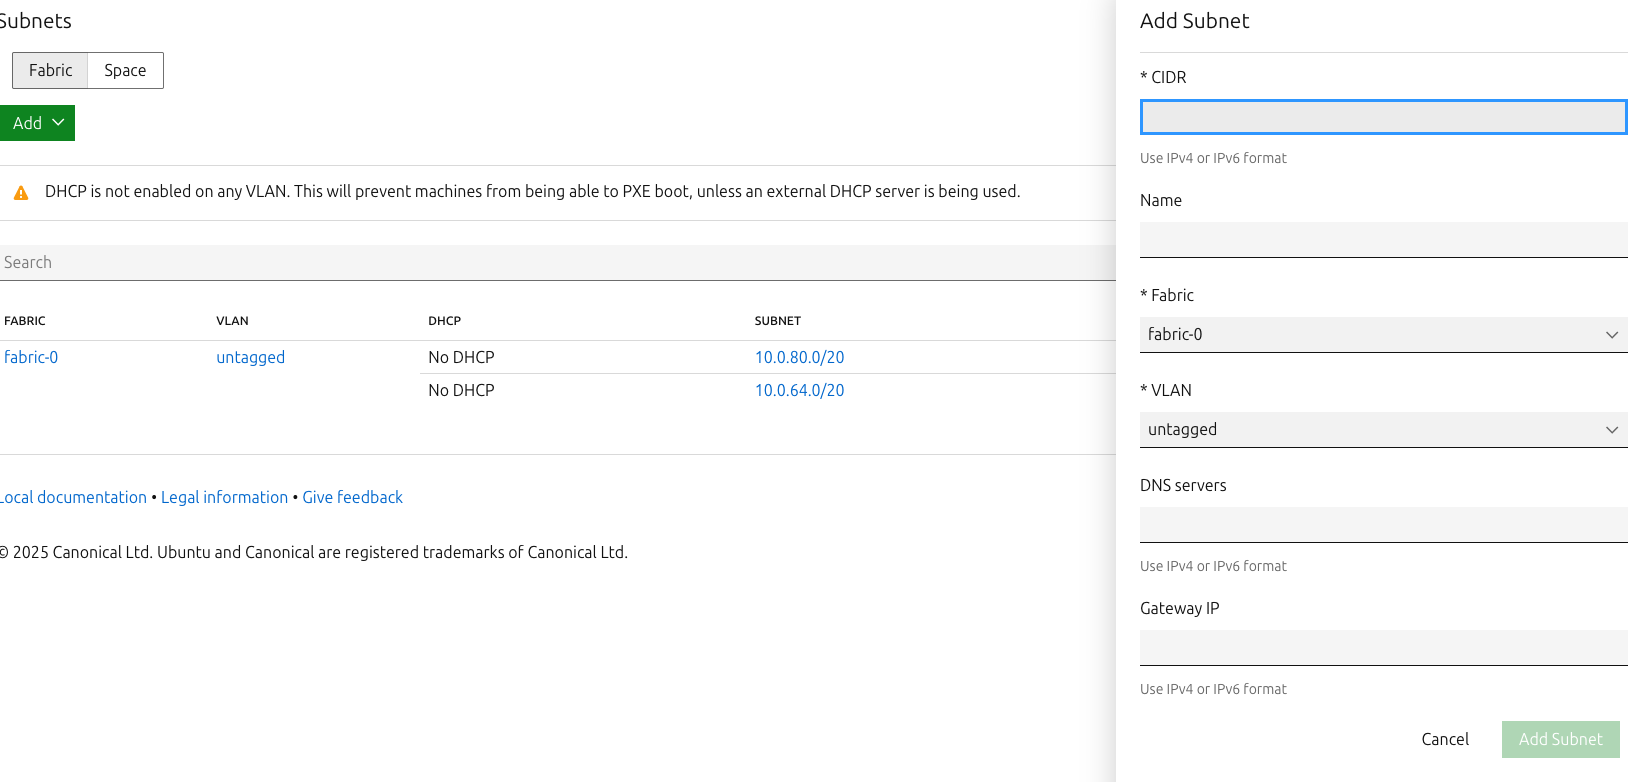 Subnets
Fabric Space
Add
DHCP is not enabled on any VLAN. This will prevent machines from being able to PXE boot, unless an external DHCP server is being used.
Search
FABRIC VLAN DHCP SUBNET
fabric-0 untagged No DHCP 10.0.80.0/20
No DHCP 10.0.64.0/20
Local documentation • Legal information • Give feedback
© 2025 Canonical Ltd. Ubuntu and Canonical are registered trademarks of Canonical Ltd.
Add Subnet
* CIDR
Use IPv4 or IPv6 format
Name
* Fabric
fabric-0
* VLAN
untagged
DNS servers
Use IPv4 or IPv6 format
Gateway IP
Use IPv4 or IPv6 format
Cancel Add Subnet